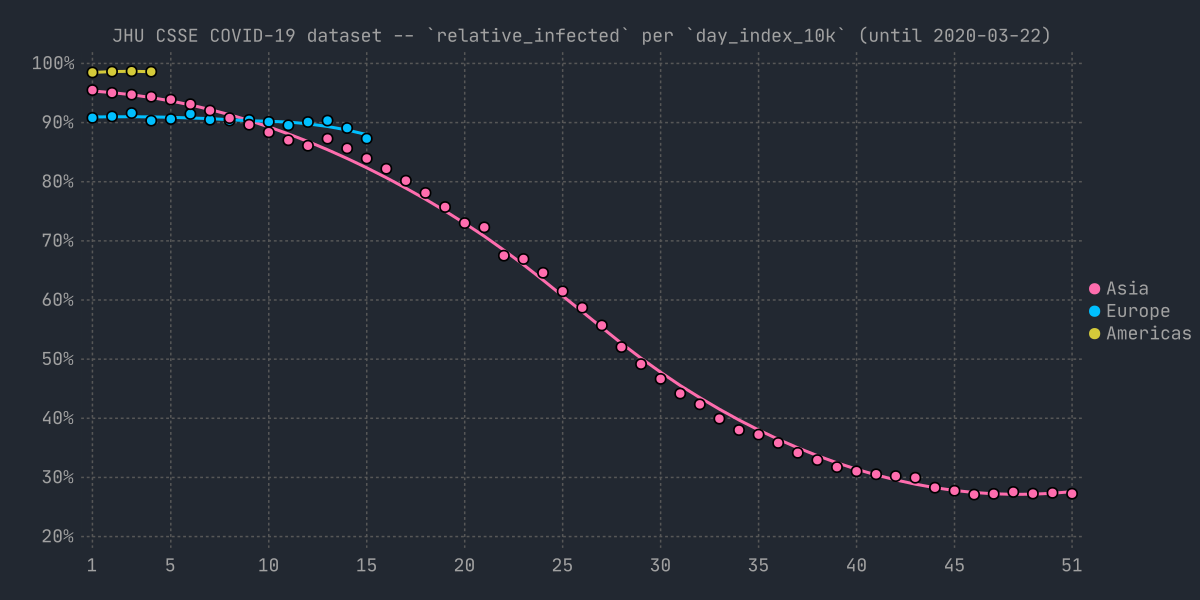 JHU CSSE COVID-19 dataset -- `relative_infected` per `day_index_10k` (until 2020-03-22)
100%
90%
80%
70%
60%
50%
40%
30%
20%
1 5 10 15 20 25 30 35 40 45 51
Asia
Europe
Americas